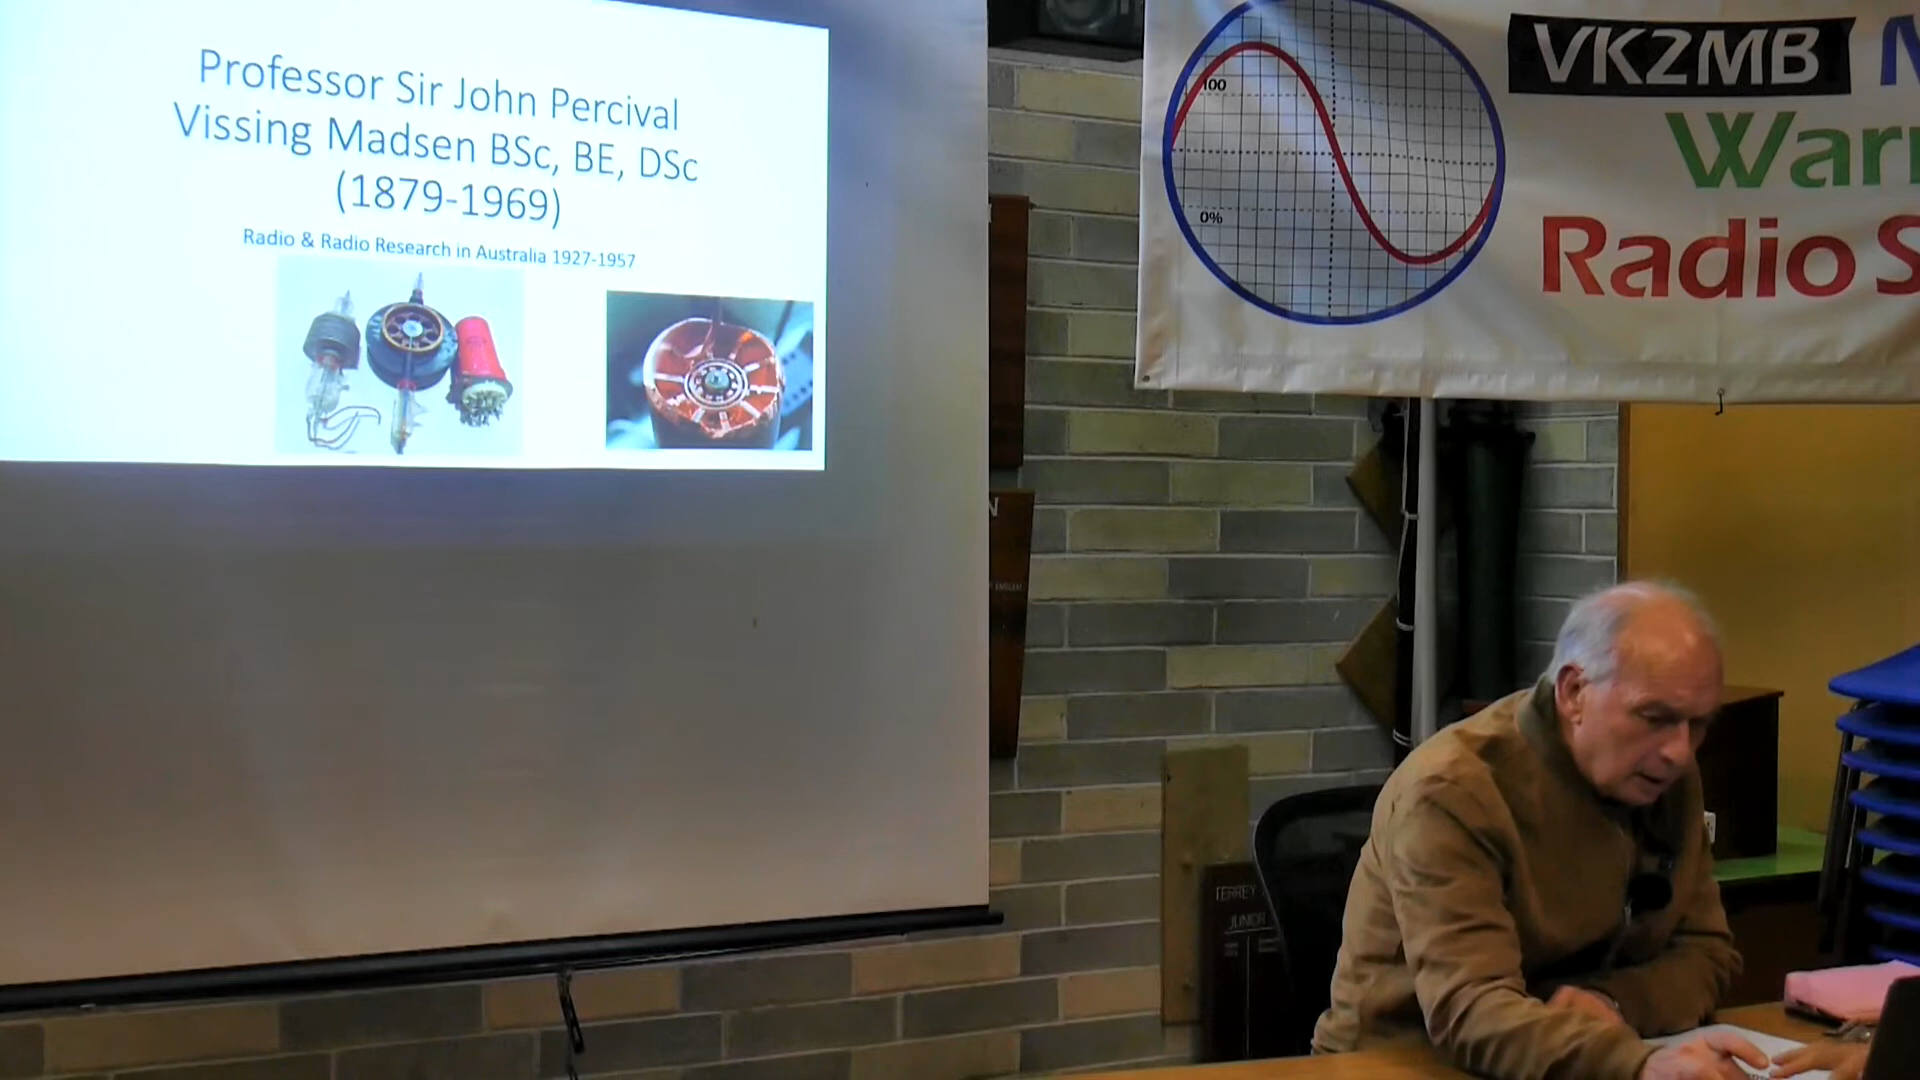 Professor Sir John Percival
Vissing Madsen BSc, BE, DSc
(1879-1969)
Radio & Radio Research in Australia 1927-1957
100
0%
VK2MB
Radio S
N
TERREY
JUNIOR